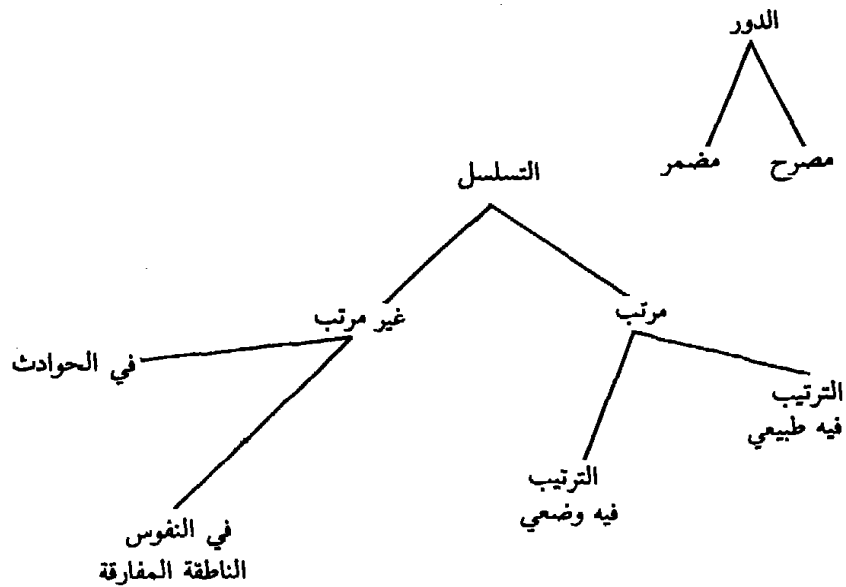 الدور
مصرح
مضمر
التسلسل
مرتب
غير مرتب
الترتيب
فيه طبيعي
الترتيب
فيه وضعي
في الحوادث
في النفوس
الناطقة المفارقة